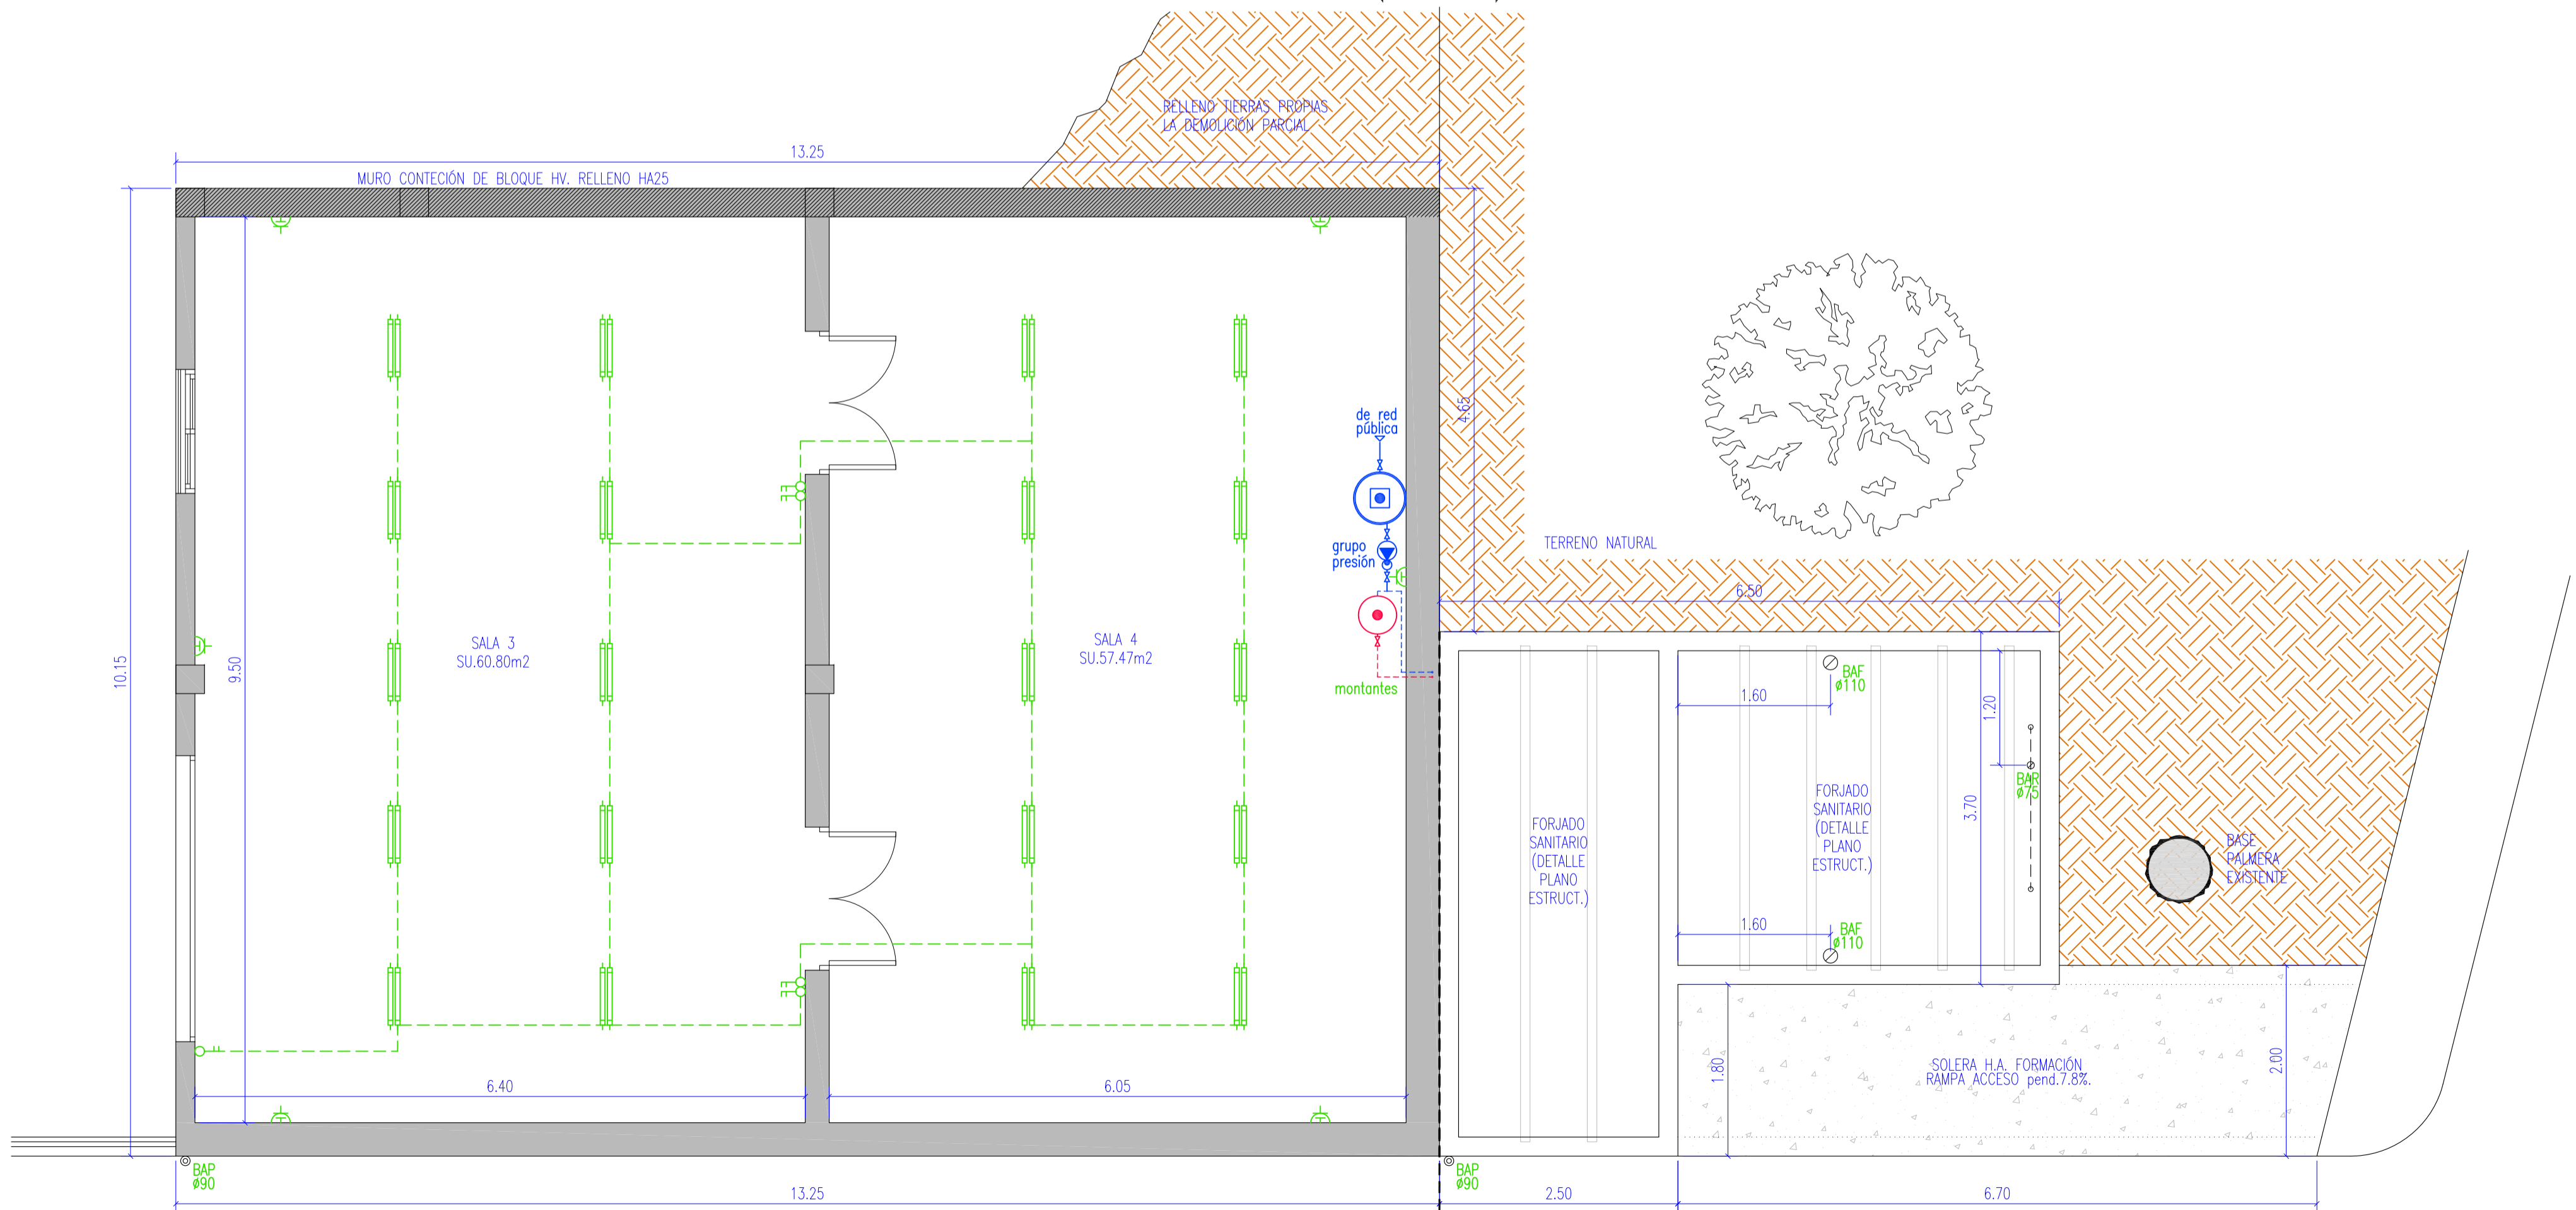 RELLENO TIERRAS PROPIAS
LA DEMOLICIÓN PARCIAL
13.25
MURO CONTECIÓN DE BLOQUE HV. RELLENO HA25
4.65
de red
pública
grupo
presión
TERRENO NATURAL
6.50
SALA 3
SU.60.80m2
SALA 4
SU.57.47m2
10.15
9.50
montantes
BAF
ø110
1.60
1.20
BAR
ø75
3.70
FORJADO
SANITARIO
(DETALLE
PLANO
ESTRUCT.)
FORJADO
SANITARIO
(DETALLE
PLANO
ESTRUCT.)
BASE
PALMERA
EXISTENTE
1.60
BAF
ø110
1.80
SOLERA H.A. FORMACIÓN
RAMPA ACCESO pend.7.8%.
2.00
6.40
6.05
BAP
ø90
BAP
ø90
13.25
2.50
6.70